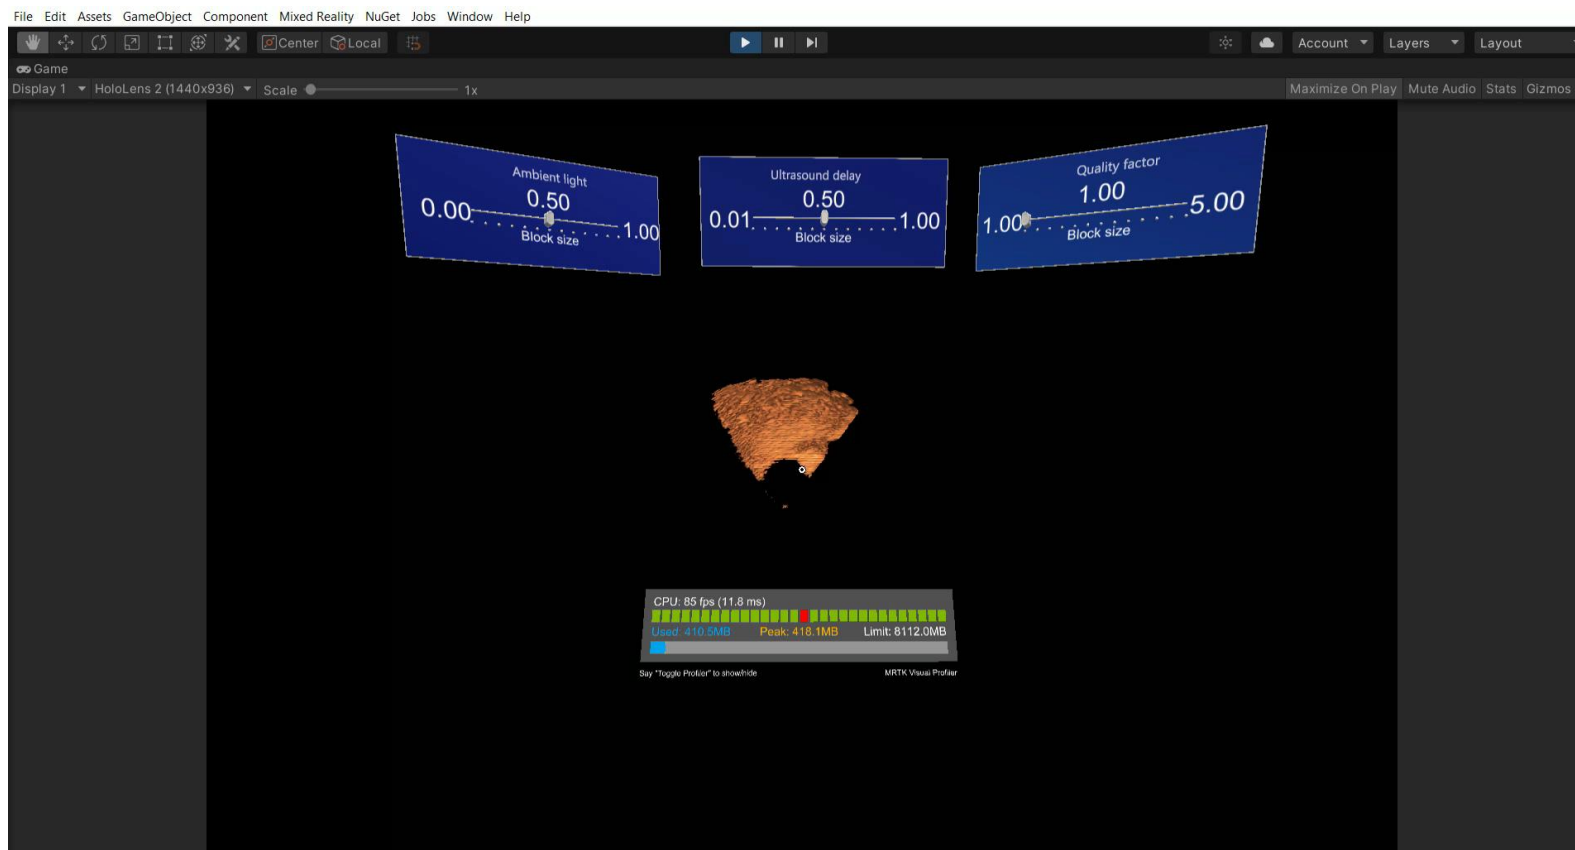 File Edit Assets GameObject Component Mixed Reality NuGet Jobs Window Help
Center Local Account Layers Layout
Game
Display 1 HoloLens 2 (1440x936) Scale 1x Maximize On Play Mute Audio Stats Gizmos
Ambient light
0.50
0.00 1.00
Block size
Ultrasound delay
0.50
0.01 1.00
Block size
Quality factor
1.00
1.00 5.00
Block size
CPU: 85 fps (11.8 ms)
Used: 410.5MB Peak: 418.1MB Limit: 8112.0MB
Say "Toggle Profiler" to show/hide MRTK Visual Profiler